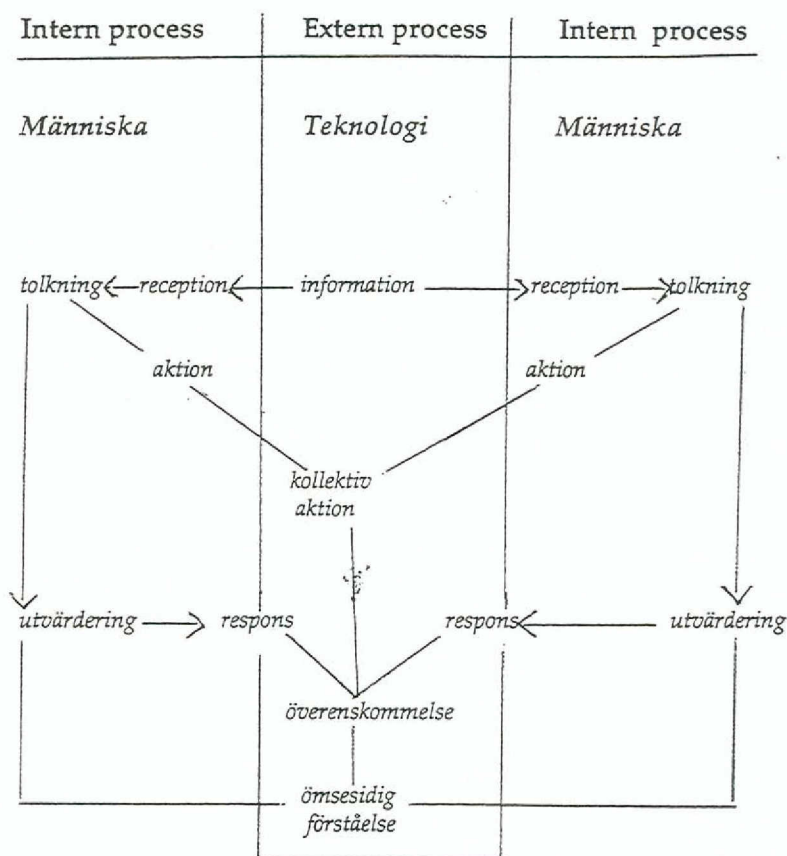 Intern process Extern process Intern process
Människa Teknologi Människa
tolkning reception information reception tolkning
aktion aktion
kollektiv
aktion
utvärdering respons respons utvärdering
överenskommelse
ömsesidig
förståelse